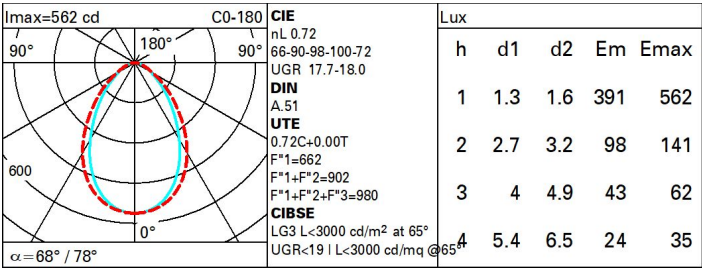 Imax=562 cd C0-180
90° 180° 90°
600
0°
α=68° / 78°
CIE
nL 0.72
66-90-98-100-72
UGR 17.7-18.0
DIN
A.51
UTE
0.72C+0.00T
F"1=662
F"1+F"2=902
F"1+F"2+F"3=980
CIBSE
LG3 L<3000 cd/m² at 65°
UGR<19 | L<3000 cd/mq @65°
Lux
h d1 d2 Em Emax
1 1.3 1.6 391 562
2 2.7 3.2 98 141
3 4 4.9 43 62
4 5.4 6.5 24 35